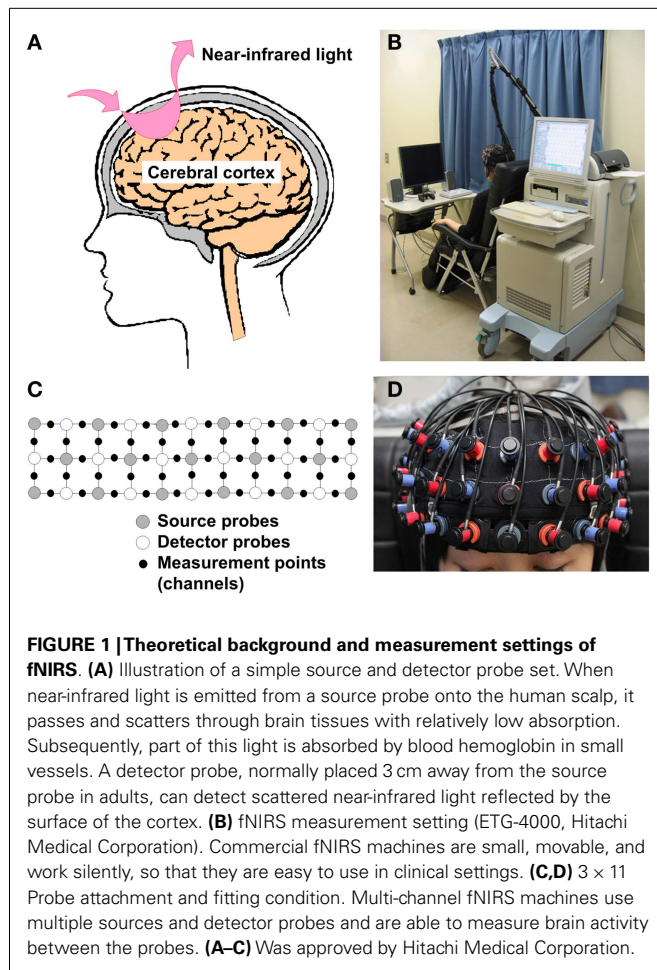 A
Near-infrared light
Cerebral cortex
B
C
Source probes
Detector probes
Measurement points
(channels)
D
FIGURE 1 | Theoretical background and measurement settings of
fNIRS. (A) Illustration of a simple source and detector probe set. When
near-infrared light is emitted from a source probe onto the human scalp, it
passes and scatters through brain tissues with relatively low absorption.
Subsequently, part of this light is absorbed by blood hemoglobin in small
vessels. A detector probe, normally placed 3 cm away from the source
probe in adults, can detect scattered near-infrared light reflected by the
surface of the cortex. (B) fNIRS measurement setting (ETG-4000, Hitachi
Medical Corporation). Commercial fNIRS machines are small, movable, and
work silently, so that they are easy to use in clinical settings. (C,D) 3 × 11
Probe attachment and fitting condition. Multi-channel fNIRS machines use
multiple sources and detector probes and are able to measure brain activity
between the probes. (A–C) Was approved by Hitachi Medical Corporation.